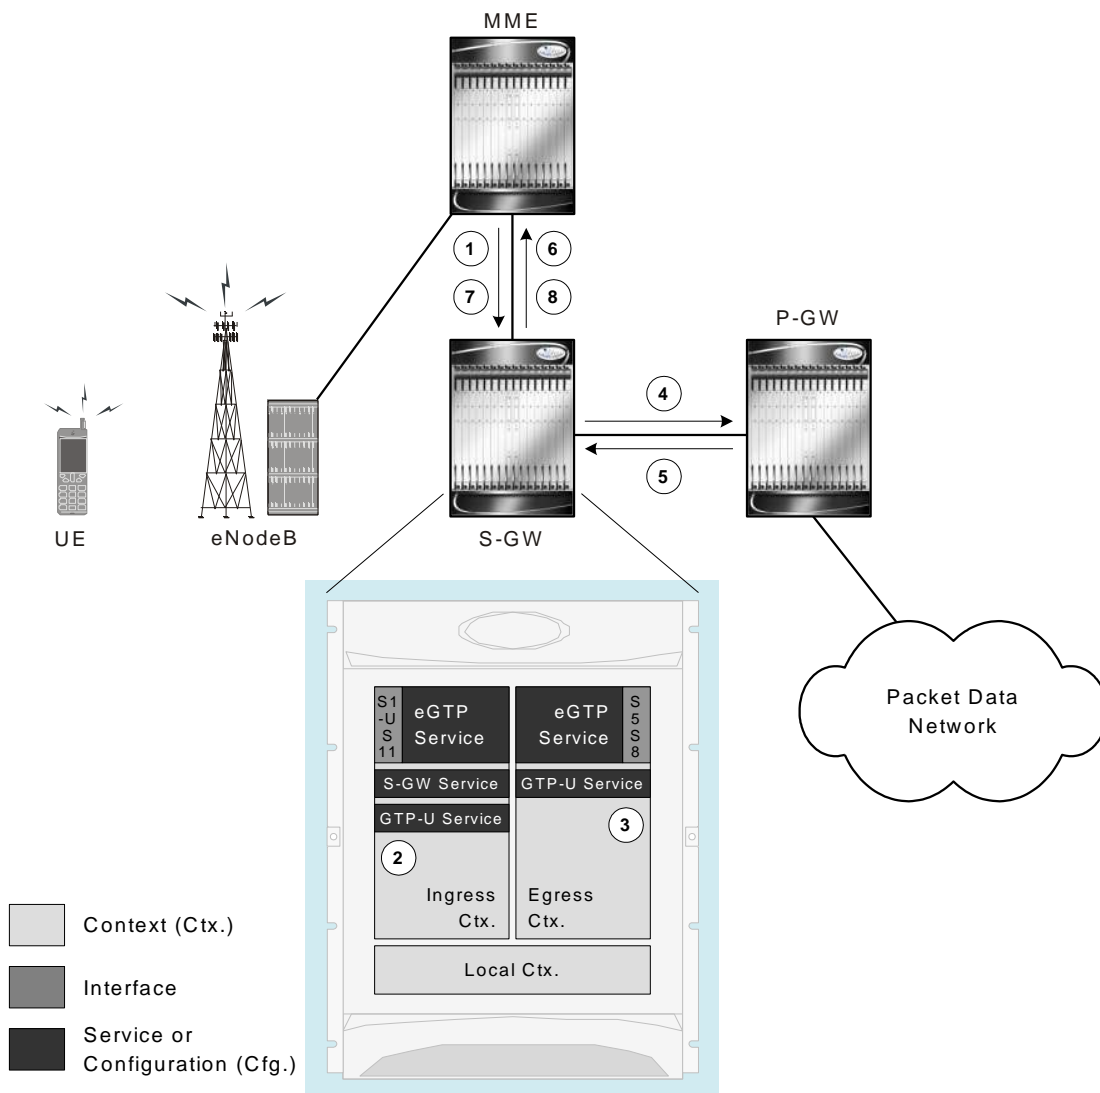 MME
1
6
7
8
P-GW
4
5
UE
eNodeB
S-GW
Packet Data
Network
S1
-U
S
11
eGTP
Service
eGTP
Service
S
5
S
8
S-GW Service
GTP-U Service
GTP-U Service
2
3
Ingress
Ctx.
Egress
Ctx.
Local Ctx.
Context (Ctx.)
Interface
Service or
Configuration (Cfg.)